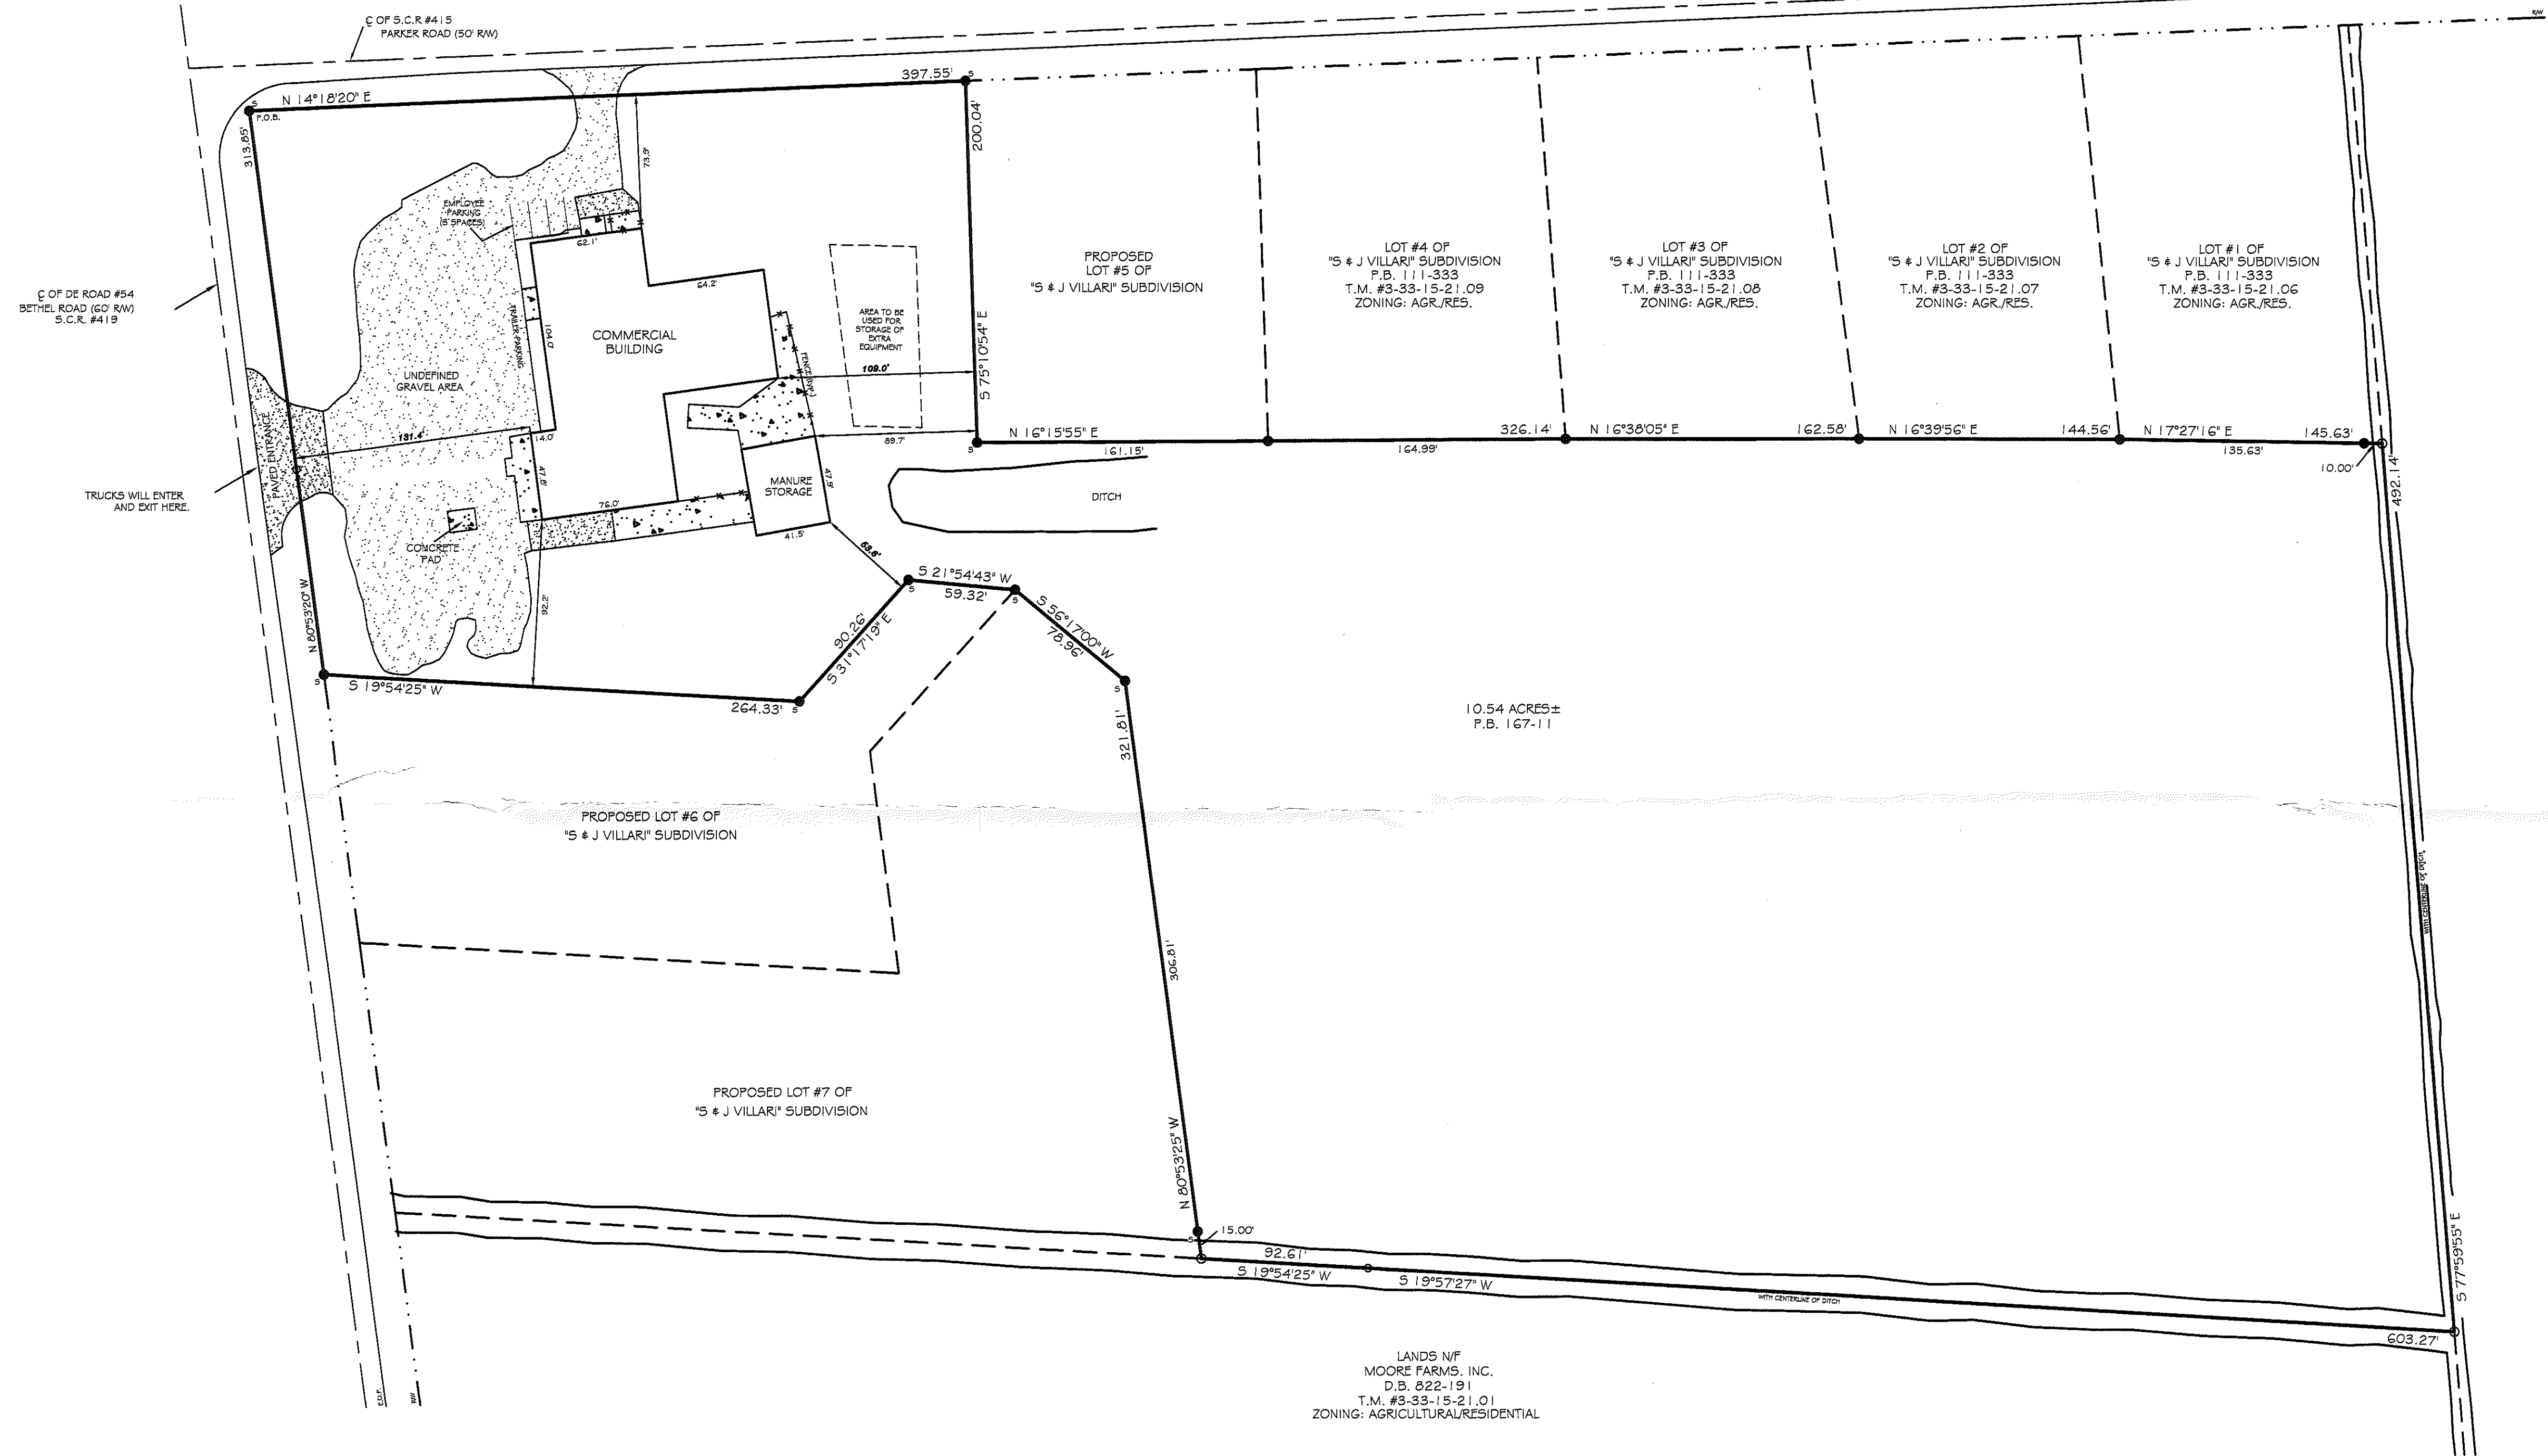 ℄ OF S.C.R #415
PARKER ROAD (50' R/W)
R/W
N 14°18'20" E
397.55'
S
S
P.O.B.
313.85'
200.04'
73.9'
EMPLOYEE
PARKING
(8 SPACES)
62.1'
64.2'
TRAILER PARKING
104.0'
COMMERCIAL
BUILDING
FENCE (TYP.)
AREA TO BE
USED FOR
STORAGE OF
EXTRA
EQUIPMENT
109.0'
S 75°10'54" E
PROPOSED
LOT #5 OF
"S & J VILLARI" SUBDIVISION
LOT #4 OF
"S & J VILLARI" SUBDIVISION
P.B. 111-333
T.M. #3-33-15-21.09
ZONING: AGR./RES.
LOT #3 OF
"S & J VILLARI" SUBDIVISION
P.B. 111-333
T.M. #3-33-15-21.08
ZONING: AGR./RES.
LOT #2 OF
"S & J VILLARI" SUBDIVISION
P.B. 111-333
T.M. #3-33-15-21.07
ZONING: AGR./RES.
LOT #1 OF
"S & J VILLARI" SUBDIVISION
P.B. 111-333
T.M. #3-33-15-21.06
ZONING: AGR./RES.
℄ OF DE ROAD #54
BETHEL ROAD (60' R/W)
S.C.R. #419
UNDEFINED
GRAVEL AREA
PAVED ENTRANCE
131.4'
14.0'
89.7'
S
N 16°15'55" E
161.15'
164.99'
326.14'
N 16°38'05" E
162.58'
N 16°39'56" E
144.56'
N 17°27'16" E
135.63'
145.63'
10.00'
492.14'
TRUCKS WILL ENTER
AND EXIT HERE.
47.8'
MANURE
STORAGE
47.9'
76.0'
41.5'
DITCH
CONCRETE
PAD
53.6'
92.2'
N 80°53'20" W
S
S 19°54'25" W
264.33'
S
90.26'
S 31°17'19" E
S
S 21°54'43" W
59.32'
S
S 56°17'00" W
78.96'
S
321.81'
10.54 ACRES±
P.B. 167-11
PROPOSED LOT #6 OF
"S & J VILLARI" SUBDIVISION
WITH CENTERLINE OF DITCH
306.81'
PROPOSED LOT #7 OF
"S & J VILLARI" SUBDIVISION
N 80°53'25" W
S
15.00'
92.61'
S 19°54'25" W
S 19°57'27" W
WITH CENTERLINE OF DITCH
S 77°59'55" E
603.27'
E.O.P.
R/W
LANDS N/F
MOORE FARMS, INC.
D.B. 822-191
T.M. #3-33-15-21.01
ZONING: AGRICULTURAL/RESIDENTIAL